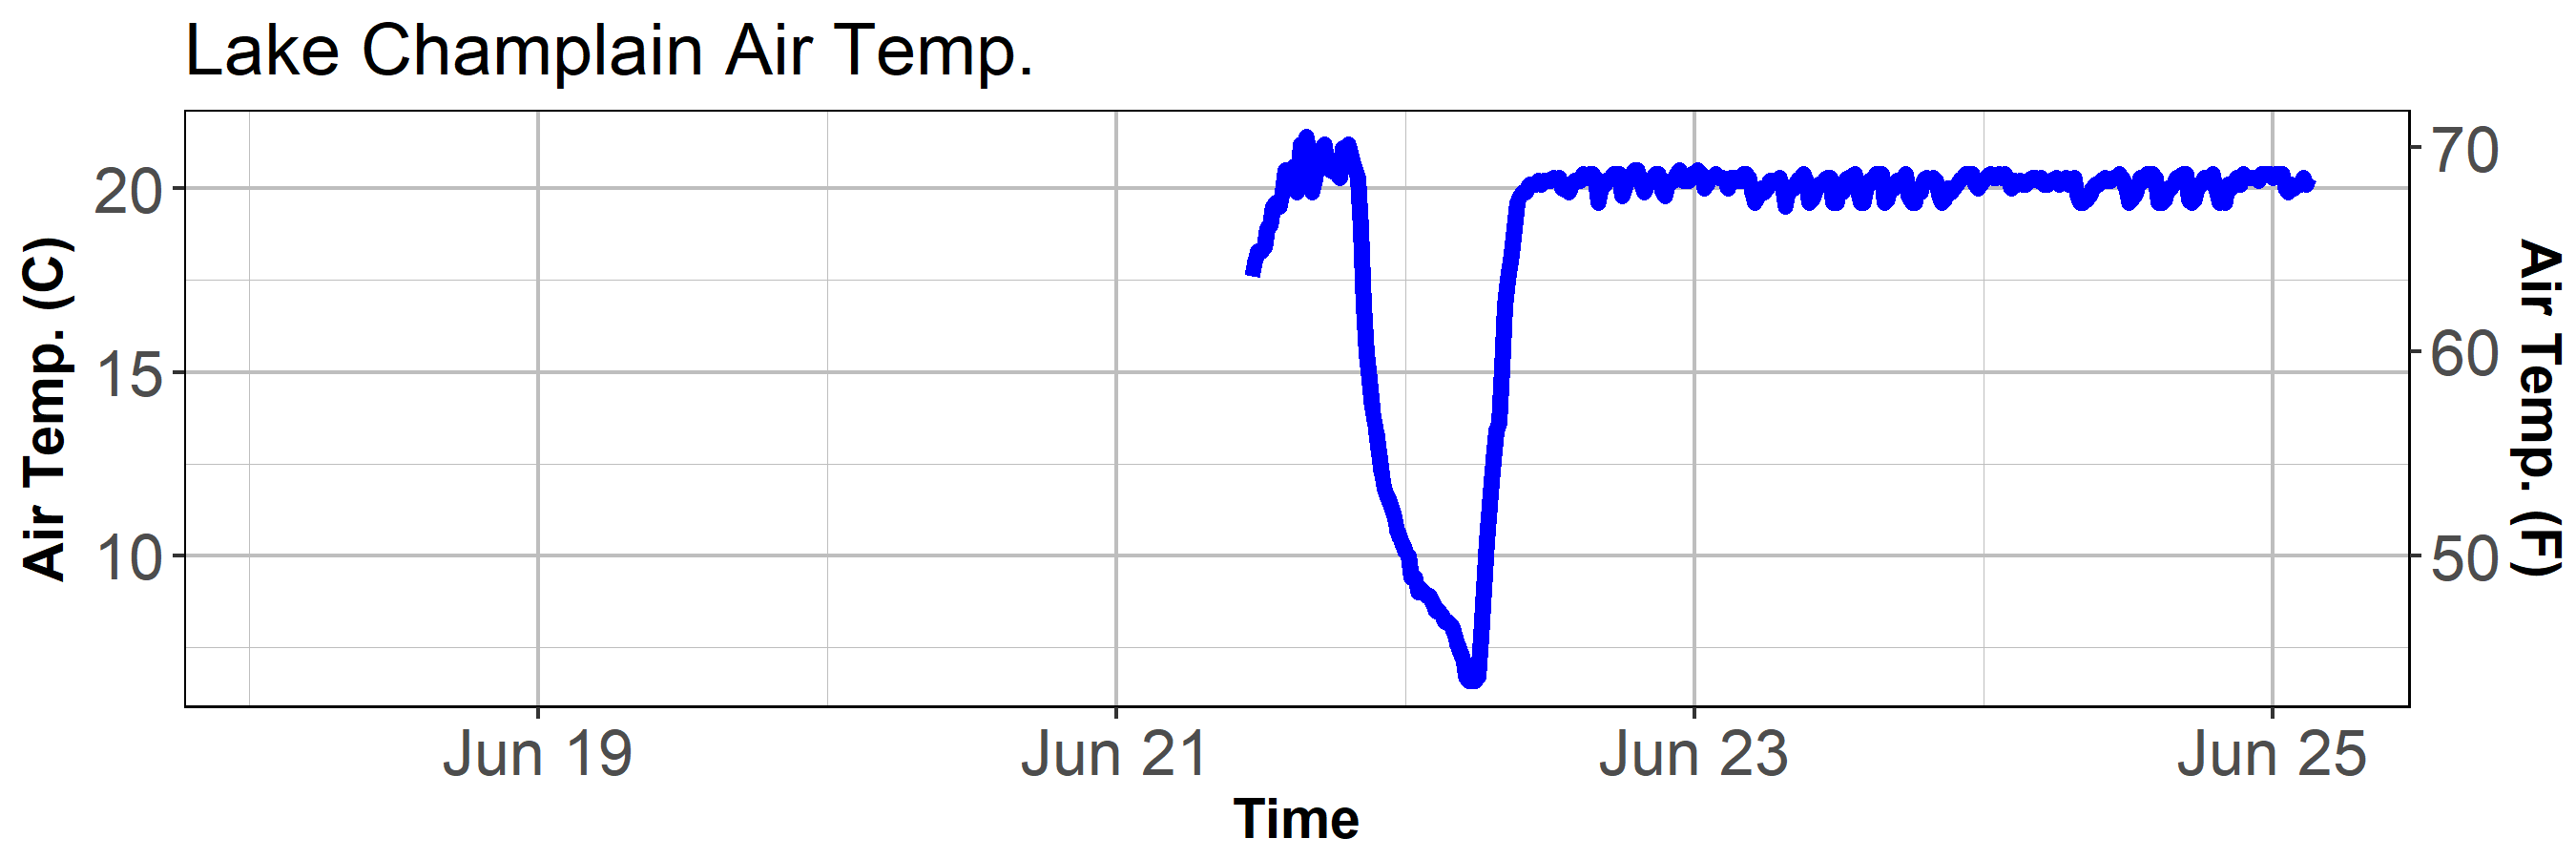 Lake Champlain Air Temp.
Air Temp. (C)
20
15
10
70
60
50
Air Temp. (F)
Jun 19 Jun 21 Jun 23 Jun 25
Time